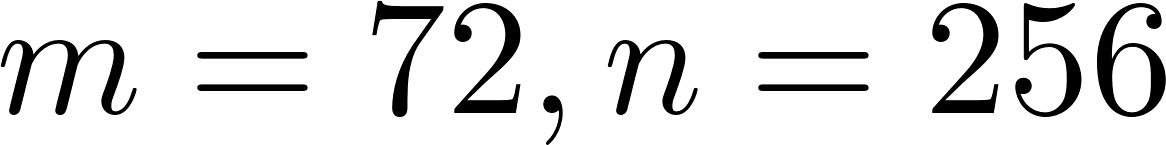 m = 72, n = 256